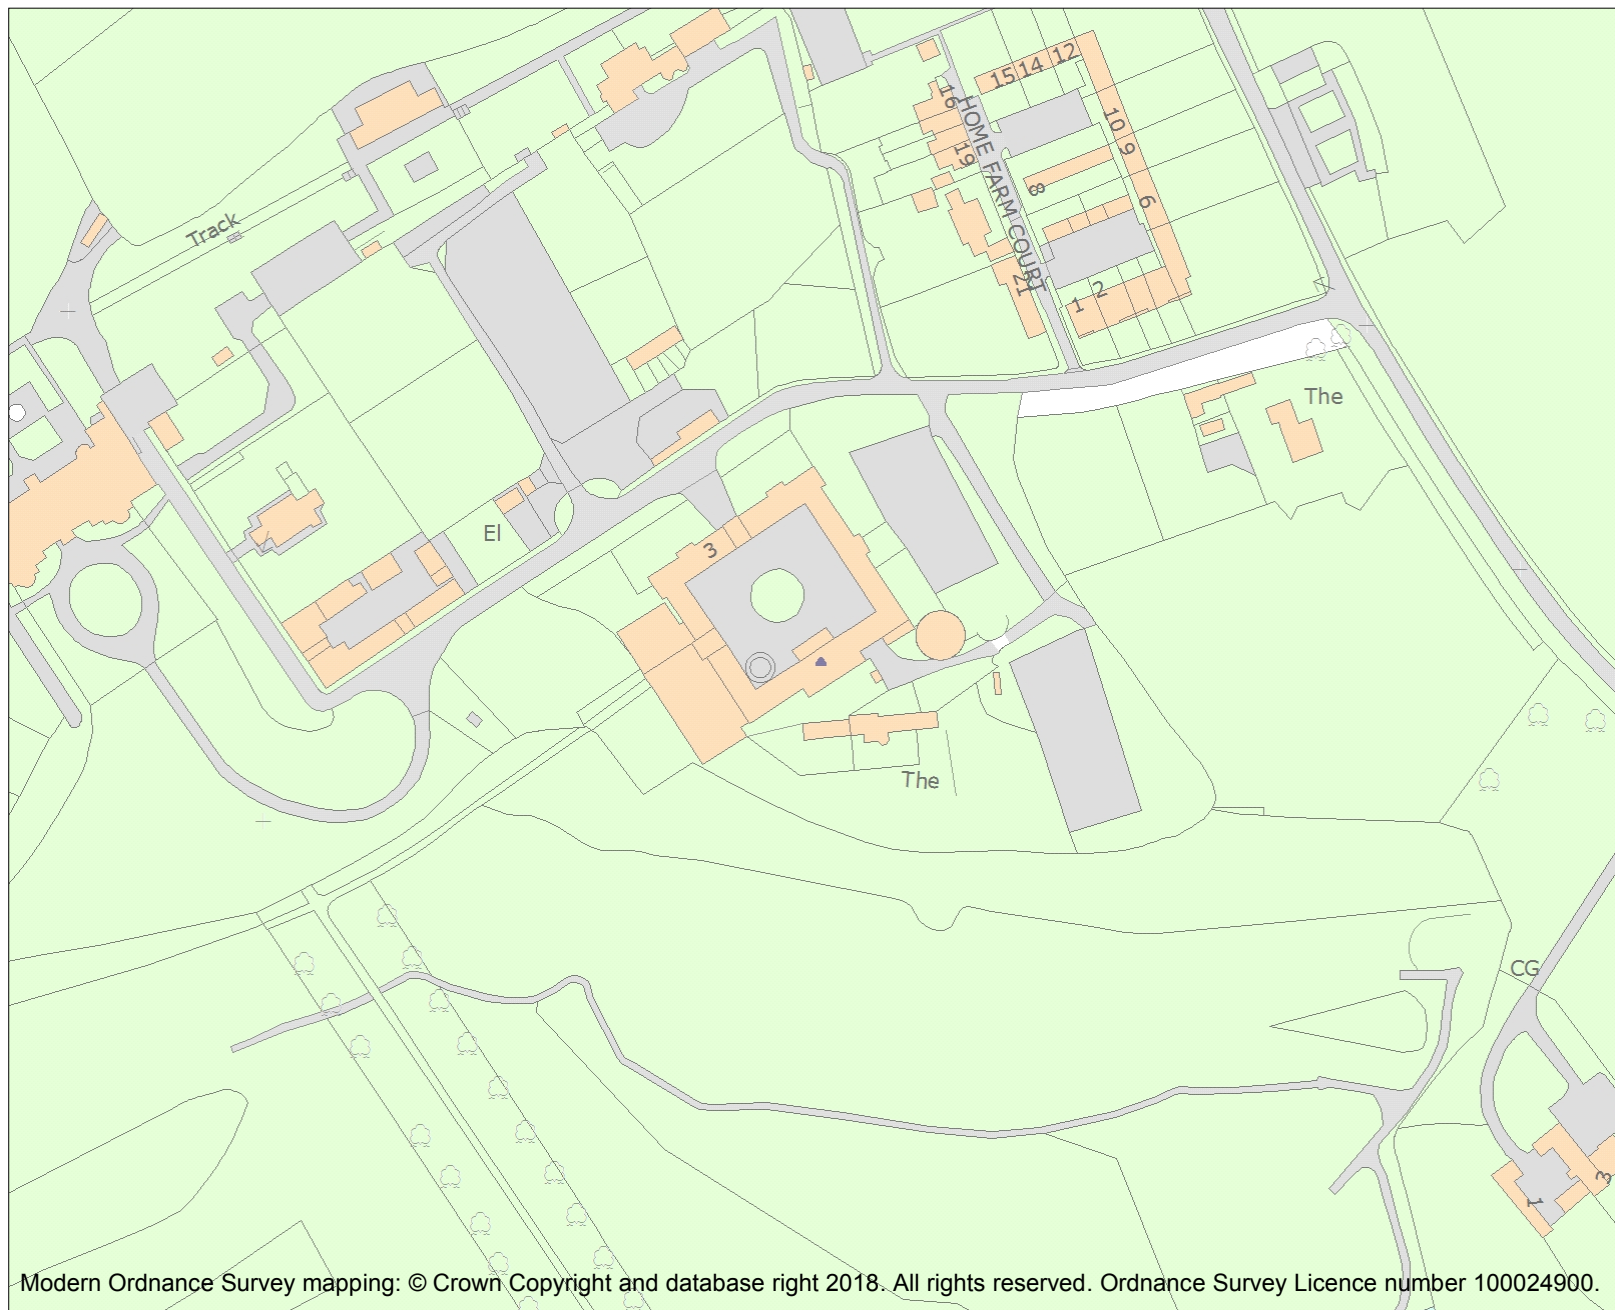 15 14 12
16
HOME FARM COURT
10
9
19
8
6
Track
21
1 2
The
El
3
The
CG
1
3
Modern Ordnance Survey mapping: © Crown Copyright and database right 2018. All rights reserved. Ordnance Survey Licence number 100024900.